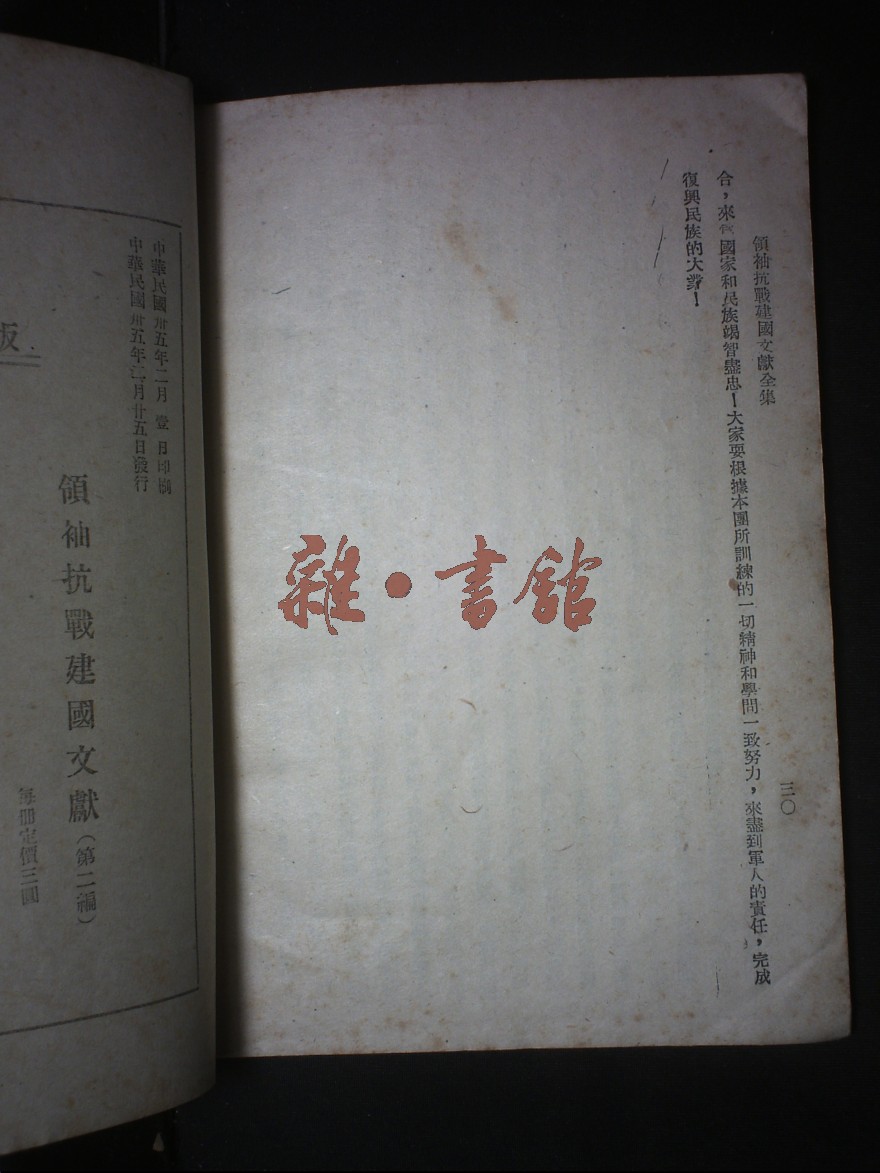 領袖抗戰建國文獻全集
三〇
合，來 國家和民族竭智盡忠！大家要根據本團所訓練的一切精神和學問一致努力，來盡到軍人的責任，完成
復興民族的大業！
雜·書舘
中華民國卅五年二月壹日印刷
中華民國卅五年二月廿五日發行
領袖抗戰建國文獻（第二編）
每冊定價三圓
版